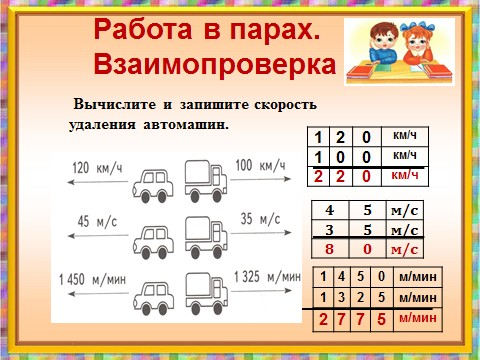 Работа в парах.
Взаимопроверка
Вычислите и запишите скорость
удаления автомашин.
120 км/ч
100 км/ч
45 м/с
35 м/с
1 450 м/мин
1 325 м/мин
1 2 0 км/ч
1 0 0 км/ч
2 2 0 км/ч
4 5 м/с
3 5 м/с
8 0 м/с
1 4 5 0 м/мин
1 3 2 5 м/мин
2 7 7 5 м/мин